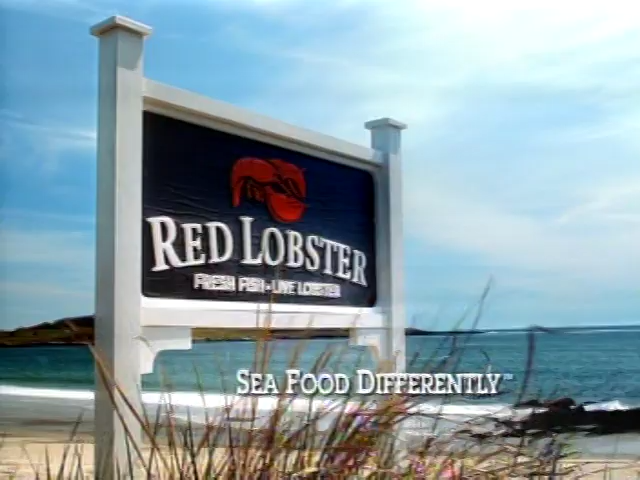 RED LOBSTER
FRESH FISH • LIVE LOBSTER
SEA FOOD DIFFERENTLY™